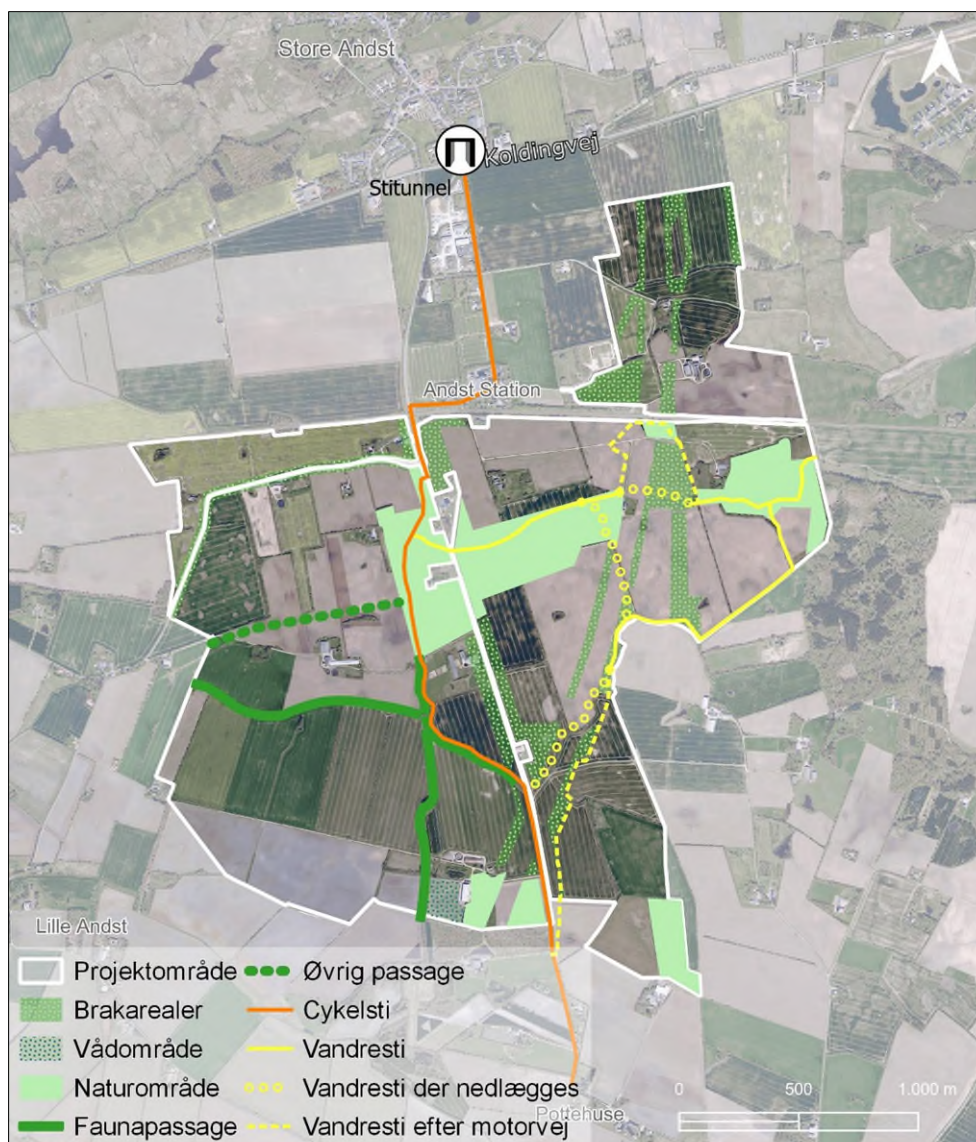 Store Andst
Koldingvej
Stitunnel
Andst Station
Lille Andst
Projektområde
Øvrig passage
Brakarealer
Cykelsti
Vådområde
Vandresti
Naturområde
Vandresti der nedlægges
Faunapassage
Vandresti efter motorvej
0 500 1.000 m
Pottehuse